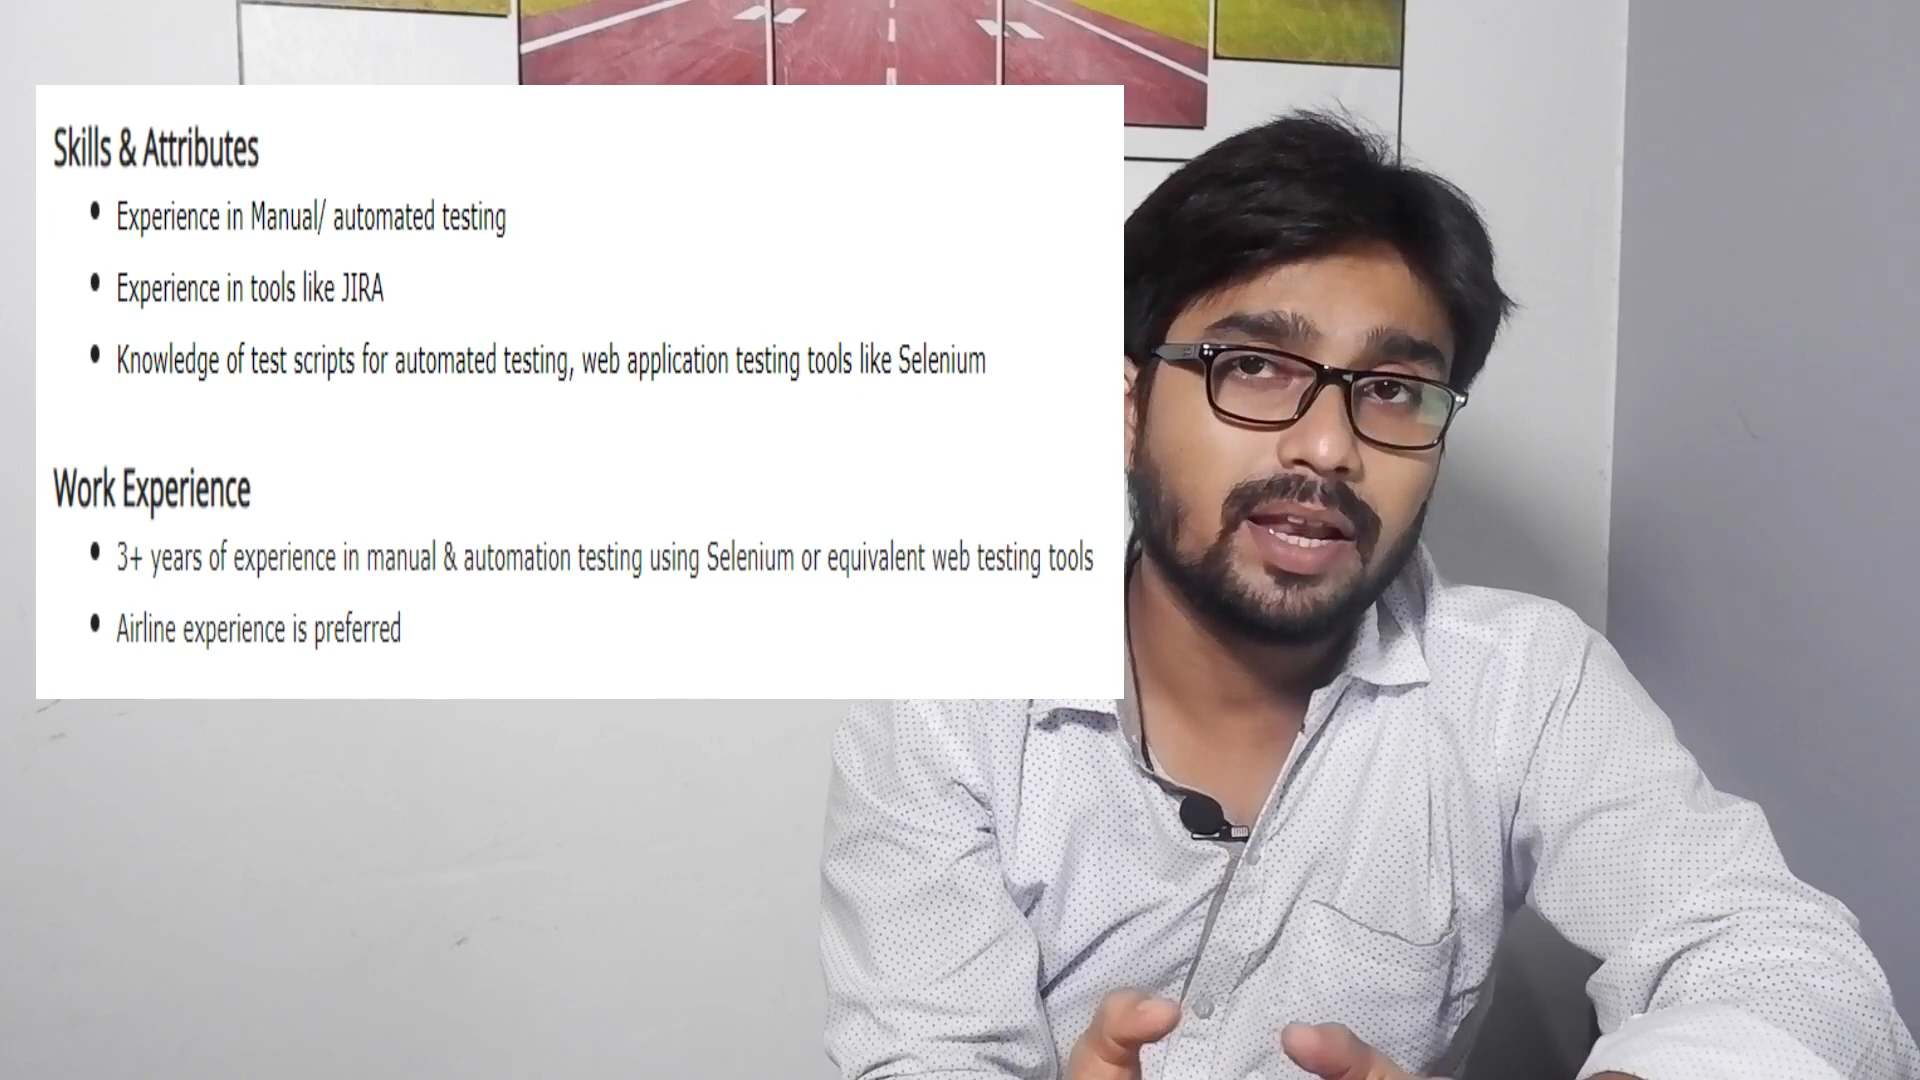 Skills & Attributes
Experience in Manual/ automated testing
Experience in tools like JIRA
Knowledge of test scripts for automated testing, web application testing tools like Selenium
Work Experience
3+ years of experience in manual & automation testing using Selenium or equivalent web testing tools
Airline experience is preferred